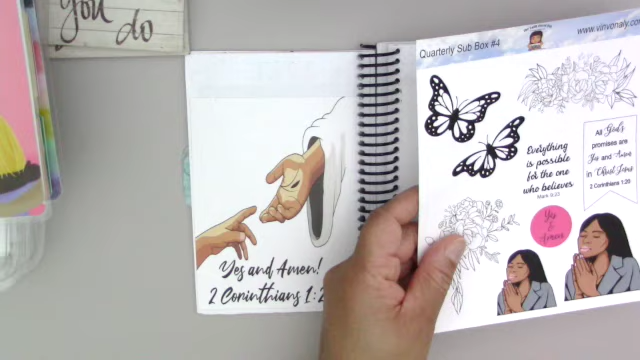 you
do
Quarterly Sub Box #4
www.vinvonaly.com
Everything
is possible
for the one
who believes
Mark 9:23
All God's
promises are
Yes and Amen
in Christ Jesus
2 Corinthians 1:20
Yes
&
Amen
Yes and Amen!
2 Corinthians 1:2